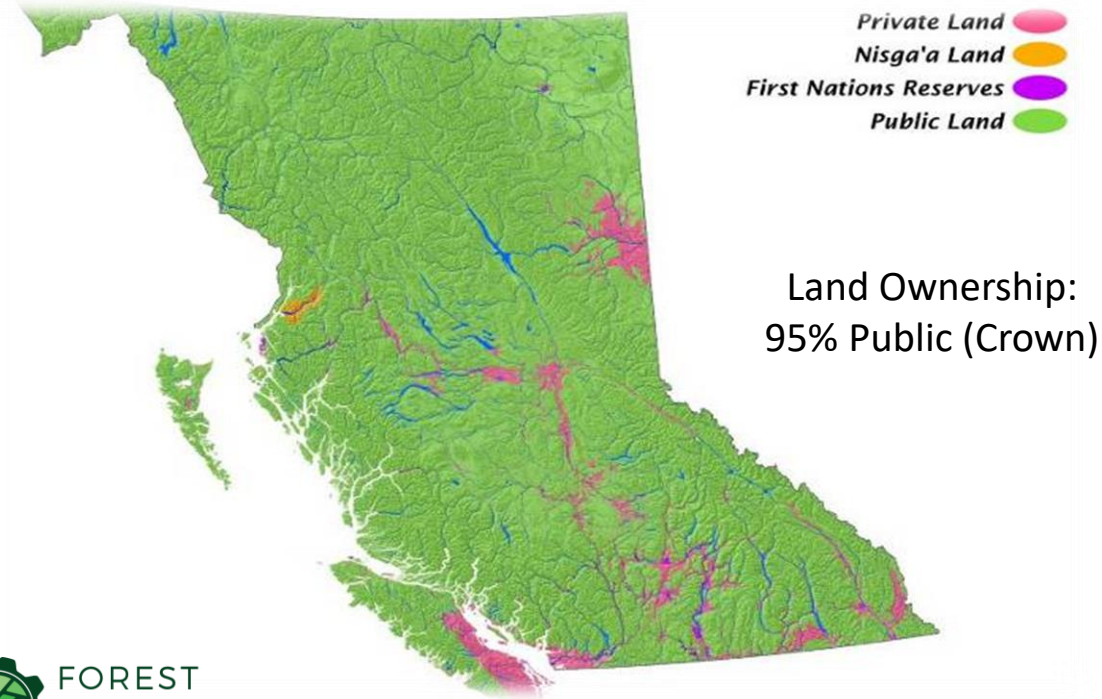 Private Land
Nisga'a Land
First Nations Reserves
Public Land
Land Ownership:
95% Public (Crown)
FOREST